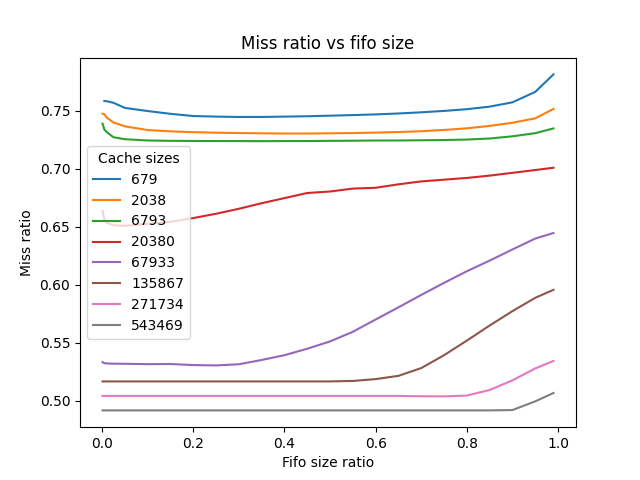 Miss ratio vs fifo size
Miss ratio
0.75
0.70
0.65
0.60
0.55
0.50
Cache sizes
679
2038
6793
20380
67933
135867
271734
543469
0.0 0.2 0.4 0.6 0.8 1.0
Fifo size ratio